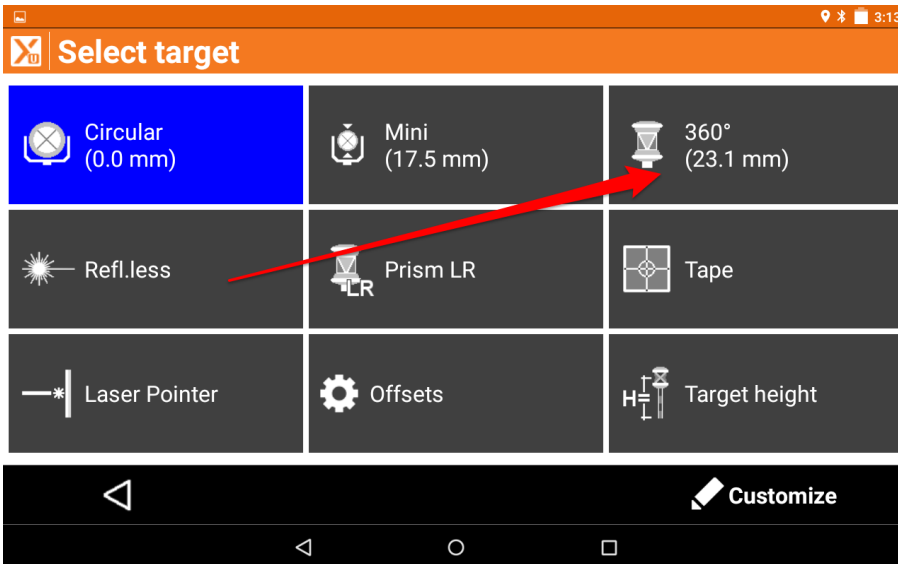 3:13
X
U
Select target
Circular
(0.0 mm)
Mini
(17.5 mm)
360°
(23.1 mm)
Refl.less
LR
Prism LR
Tape
Laser Pointer
Offsets
H=
Target height
Customize